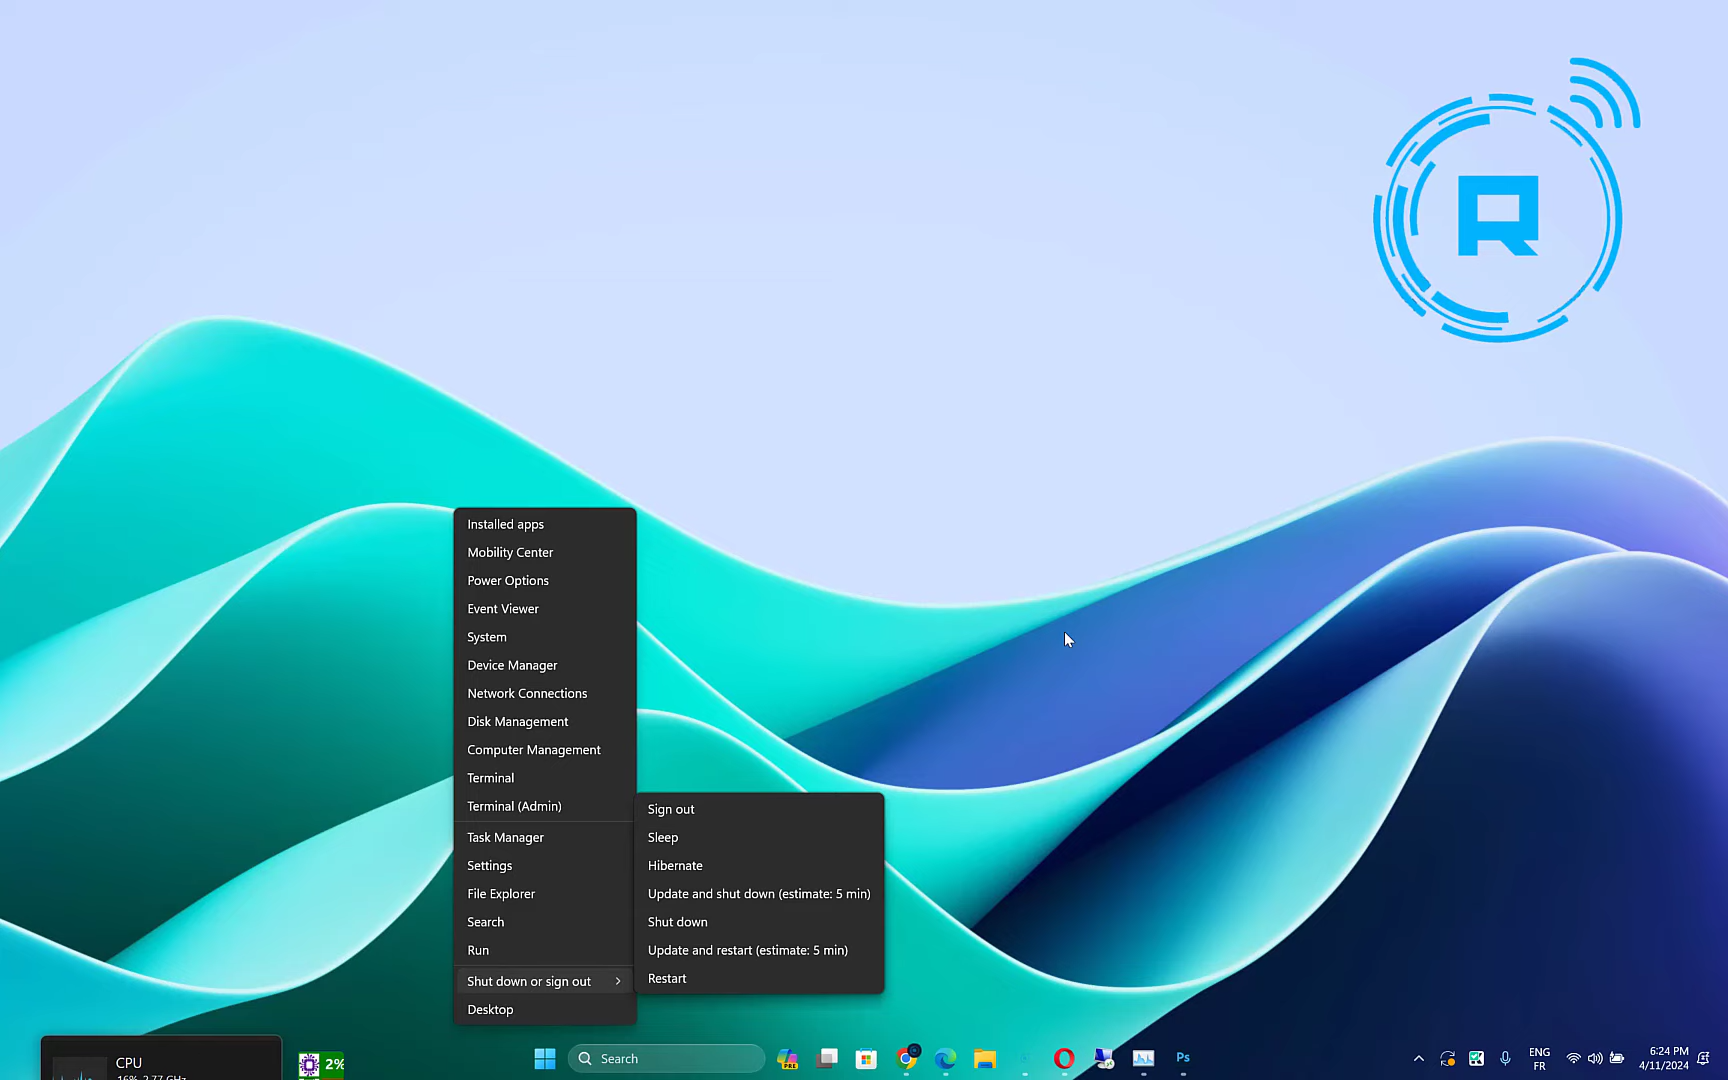 R
Installed apps
Mobility Center
Power Options
Event Viewer
System
Device Manager
Network Connections
Disk Management
Computer Management
Terminal
Terminal (Admin)
Task Manager
Settings
File Explorer
Search
Run
Shut down or sign out
Desktop
Sign out
Sleep
Hibernate
Update and shut down (estimate: 5 min)
Shut down
Update and restart (estimate: 5 min)
Restart
CPU
16% 2.77 GHz
2%
Search
PRE
Ps
ENG
FR
6:24 PM
4/11/2024